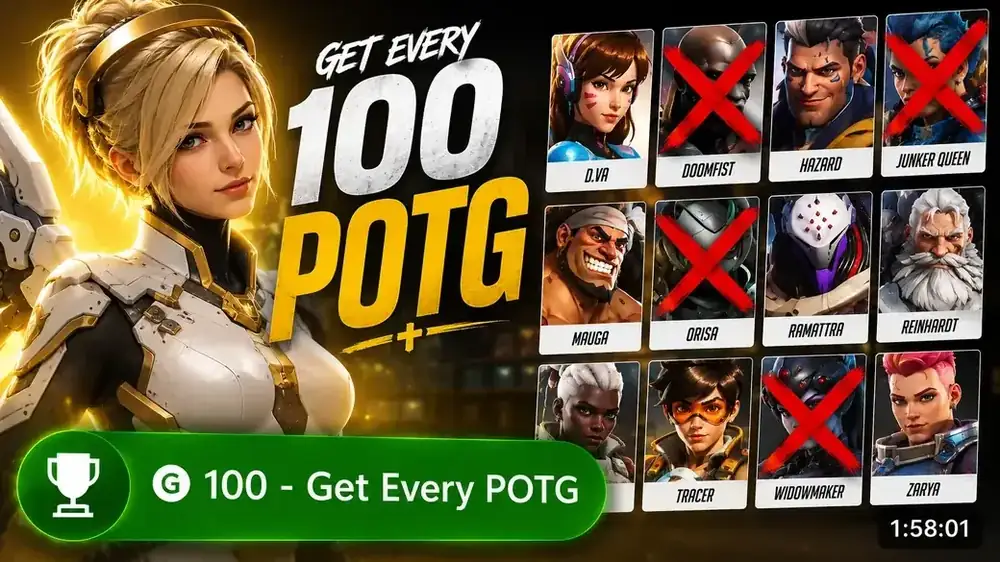 GET EVERY
100
POTG
D.VA
DOOMFIST
HAZARD
JUNKER QUEEN
MAUGA
ORISA
RAMATTRA
REINHARDT
TRACER
WIDOWMAKER
ZARYA
G 100 - Get Every POTG
1:58:01